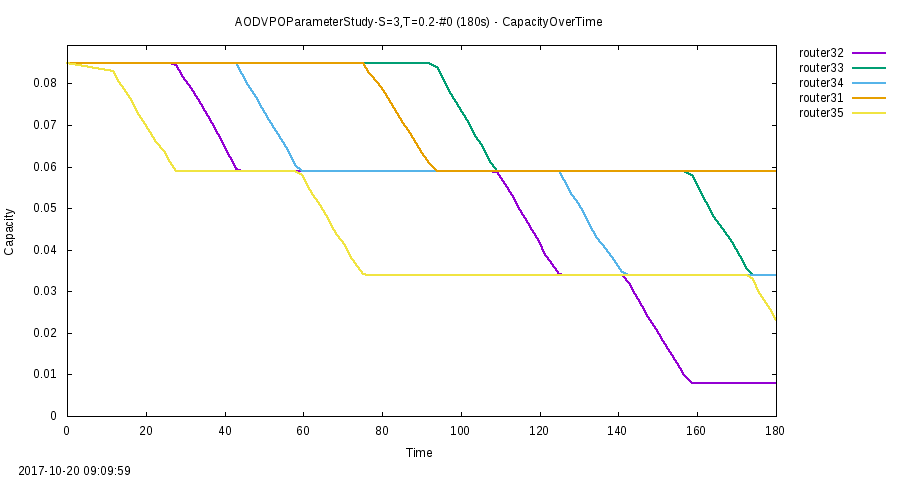 AODVPOParameterStudy-S=3,T=0.2-#0 (180s) - CapacityOverTime
router32
router33
router34
router31
router35
0.08
0.07
0.06
0.05
0.04
0.03
0.02
0.01
0
Capacity
0 20 40 60 80 100 120 140 160 180
Time
2017-10-20 09:09:59